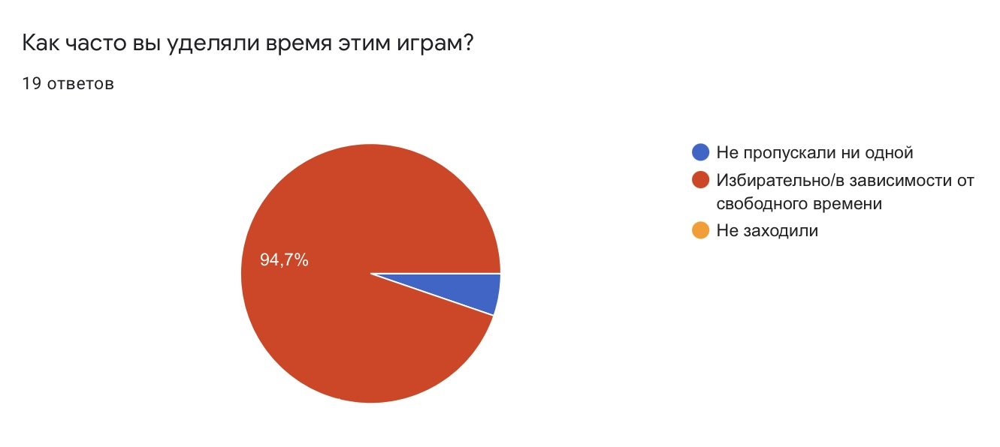 Как часто вы уделяли время этим играм?
19 ответов
94,7%
Не пропускали ни одной
Избирательно/в зависимости от
свободного времени
Не заходили